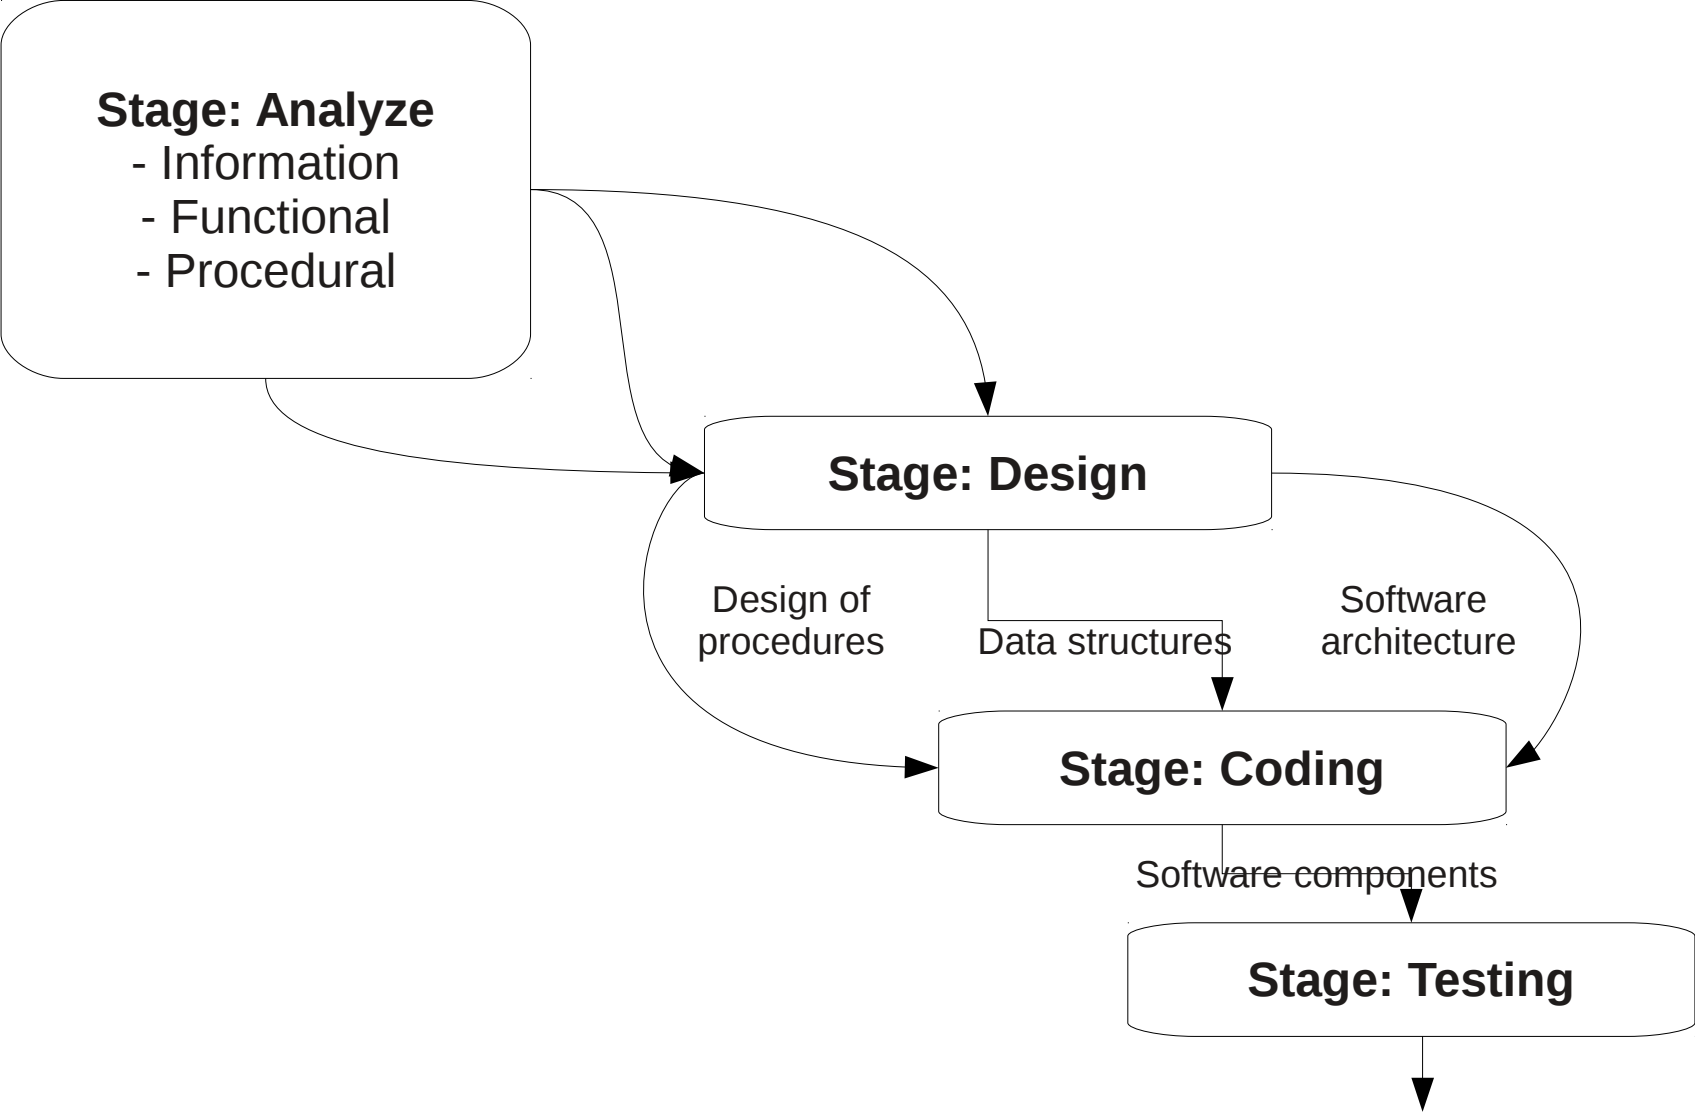 Stage: Analyze
- Information
- Functional
- Procedural
Stage: Design
Design of
procedures
Data structures
Software
architecture
Stage: Coding
Software components
Stage: Testing